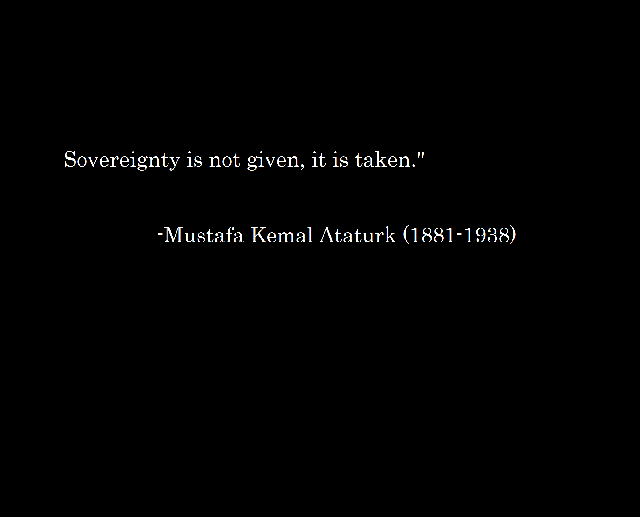 Sovereignty is not given, it is taken."
-Mustafa Kemal Ataturk (1881-1938)